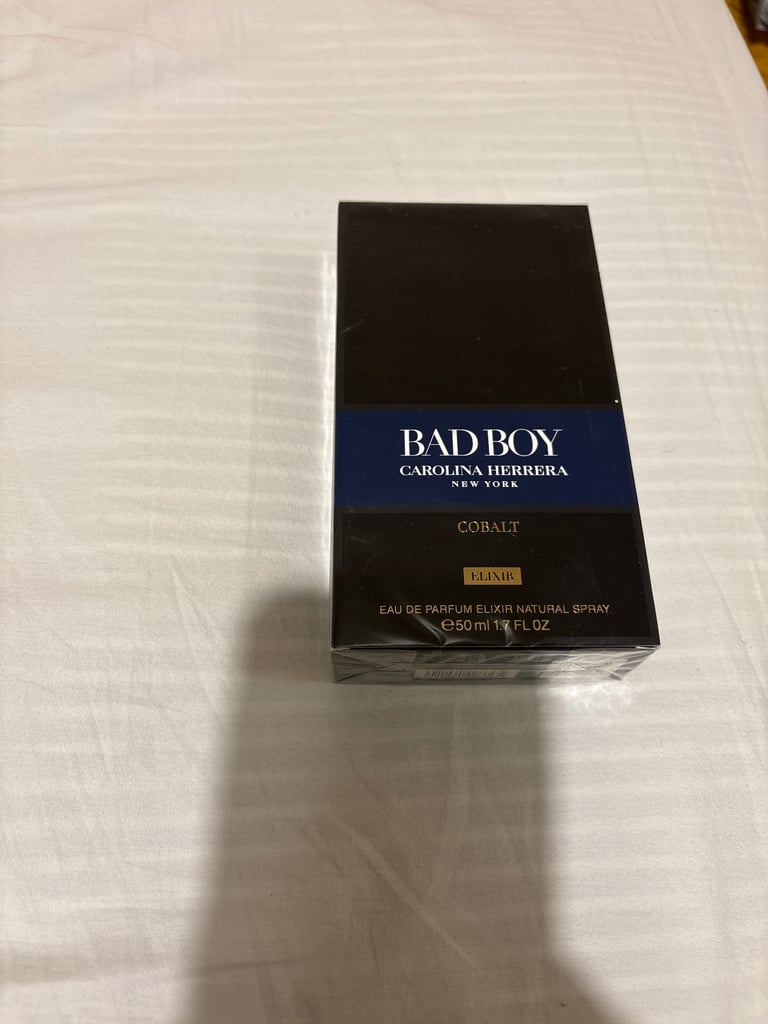 BAD BOY
CAROLINA HERRERA
NEW YORK
COBALT
ELIXIR
EAU DE PARFUM ELIXIR NATURAL SPRAY
℮50 ml 1.7 FL OZ